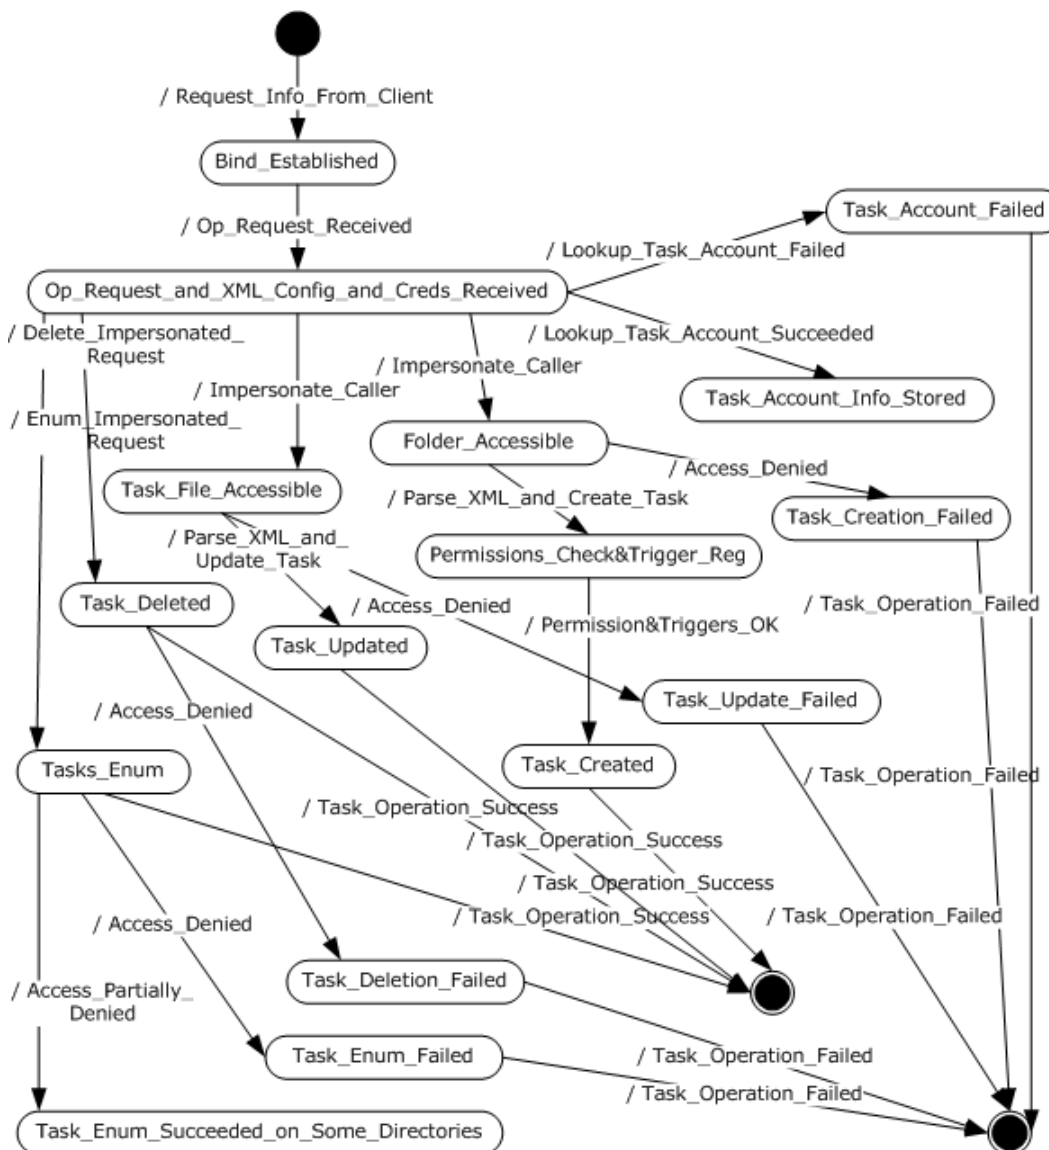 / Request_Info_From_Client
Bind_Established
/ Op_Request_Received
Task_Account_Failed
/ Lookup_Task_Account_Failed
Op_Request_and_XML_Config_and_Creds_Received
/ Delete_Impersonated_
Request
/ Lookup_Task_Account_Succeeded
/ Impersonate_Caller
/ Impersonate_Caller
Task_Account_Info_Stored
/ Enum_Impersonated_
Request
Folder_Accessible
/ Access_Denied
Task_File_Accessible
/ Parse_XML_and_Create_Task
Task_Creation_Failed
/ Parse_XML_and_
Update_Task
Permissions_Check&Trigger_Reg
Task_Deleted
/ Access_Denied
/ Task_Operation_Failed
/ Permission&Triggers_OK
Task_Updated
Task_Update_Failed
/ Access_Denied
Tasks_Enum
Task_Created
/ Task_Operation_Failed
/ Task_Operation_Success
/ Task_Operation_Success
/ Task_Operation_Success
/ Task_Operation_Success
/ Task_Operation_Failed
/ Access_Denied
Task_Deletion_Failed
/ Access_Partially_
Denied
Task_Enum_Failed
/ Task_Operation_Failed
/ Task_Operation_Failed
Task_Enum_Succeeded_on_Some_Directories